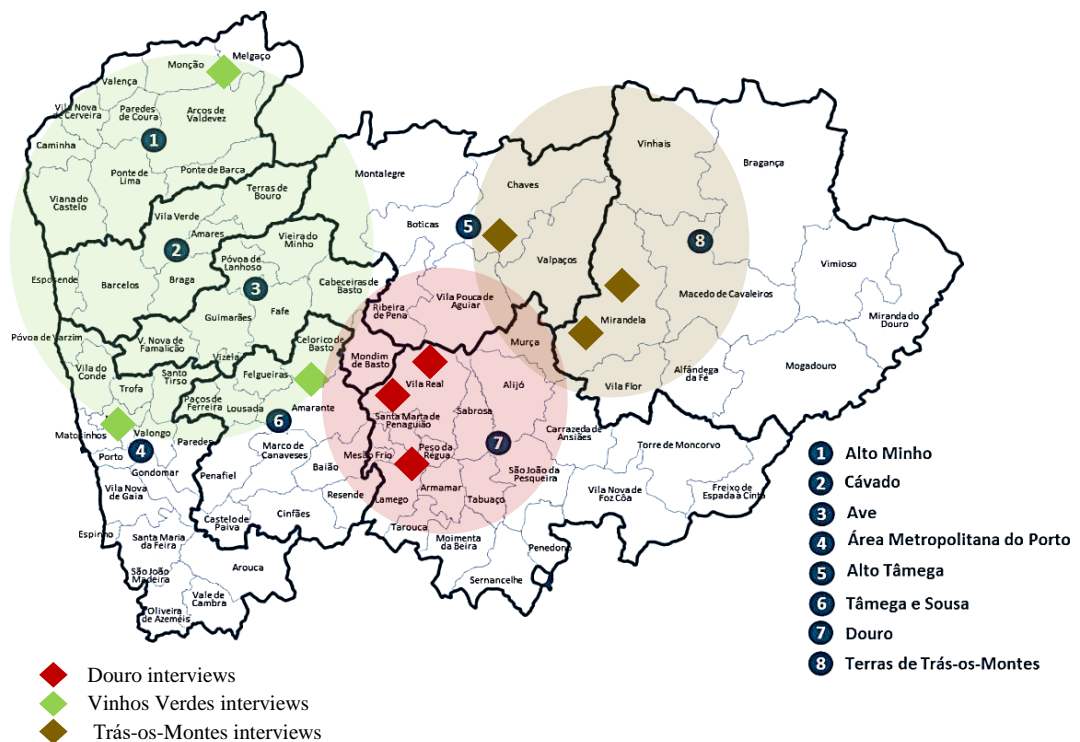 Melgaço
Monção
Valença
Vila Nova
de Cerveira
Paredes
de Coura
Arcos de
Valdevez
1
Caminha
Ponte de
Lima
Ponte de Barca
Viana do
Castelo
Terras de
Bouro
Vila Verde
Amares
2
Vieira do
Minho
Póvoa de
Lanhoso
3
Esposende
Barcelos
Braga
Cabeceiras de
Basto
Guimarães
Fafe
Póvoa de Varzim
V. Nova de
Famalicão
Vizela
Celorico de
Basto
Vila do
Conde
Trofa
Santo
Tirso
Felgueiras
Paços de
Ferreira
Lousada
Amarante
6
Matosinhos
Valongo
Paredes
4
Porto
Gondomar
Marco de
Canaveses
Penafiel
Baião
Vila Nova
de Gaia
Resende
Cinfães
Castelo de
Paiva
Espinho
Santa Maria
da Feira
Arouca
São João
Madeira
Vale de
Cambra
Oliveira
de Azeméis
Montalegre
Boticas
5
Chaves
Valpaços
Vila Pouca de
Aguiar
Ribeira
de Pena
Mondim
de Basto
Murça
Vila Real
Alijó
Santa Marta de
Penaguião
Sabrosa
7
Mesão Frio
Peso da
Regua
Carrazeda de
Ansiães
São João da
Pesqueira
Lamego
Armamar
Tabuaço
Tarouca
Moimenta
da Beira
Penedono
Sernancelhe
Vinhais
Bragança
8
Vimioso
Macedo de Cavaleiros
Mirandela
Miranda do
Douro
Mogadouro
Alfândega
da Fé
Vila Flor
Torre de Moncorvo
Vila Nova de
Foz Côa
Freixo de
Espada à Cinta
1 Alto Minho
2 Cávado
3 Ave
4 Área Metropolitana do Porto
5 Alto Tâmega
6 Tâmega e Sousa
7 Douro
8 Terras de Trás-os-Montes
Douro interviews
Vinhos Verdes interviews
Trás-os-Montes interviews